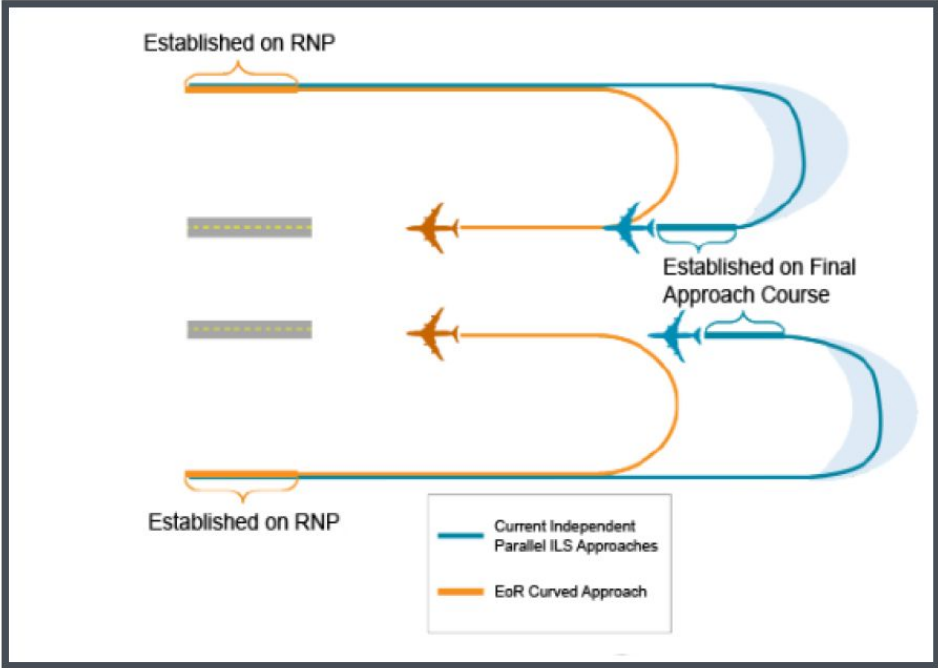 Established on RNP
Established on Final
Approach Course
Established on RNP
Current Independent
Parallel ILS Approaches
EoR Curved Approach